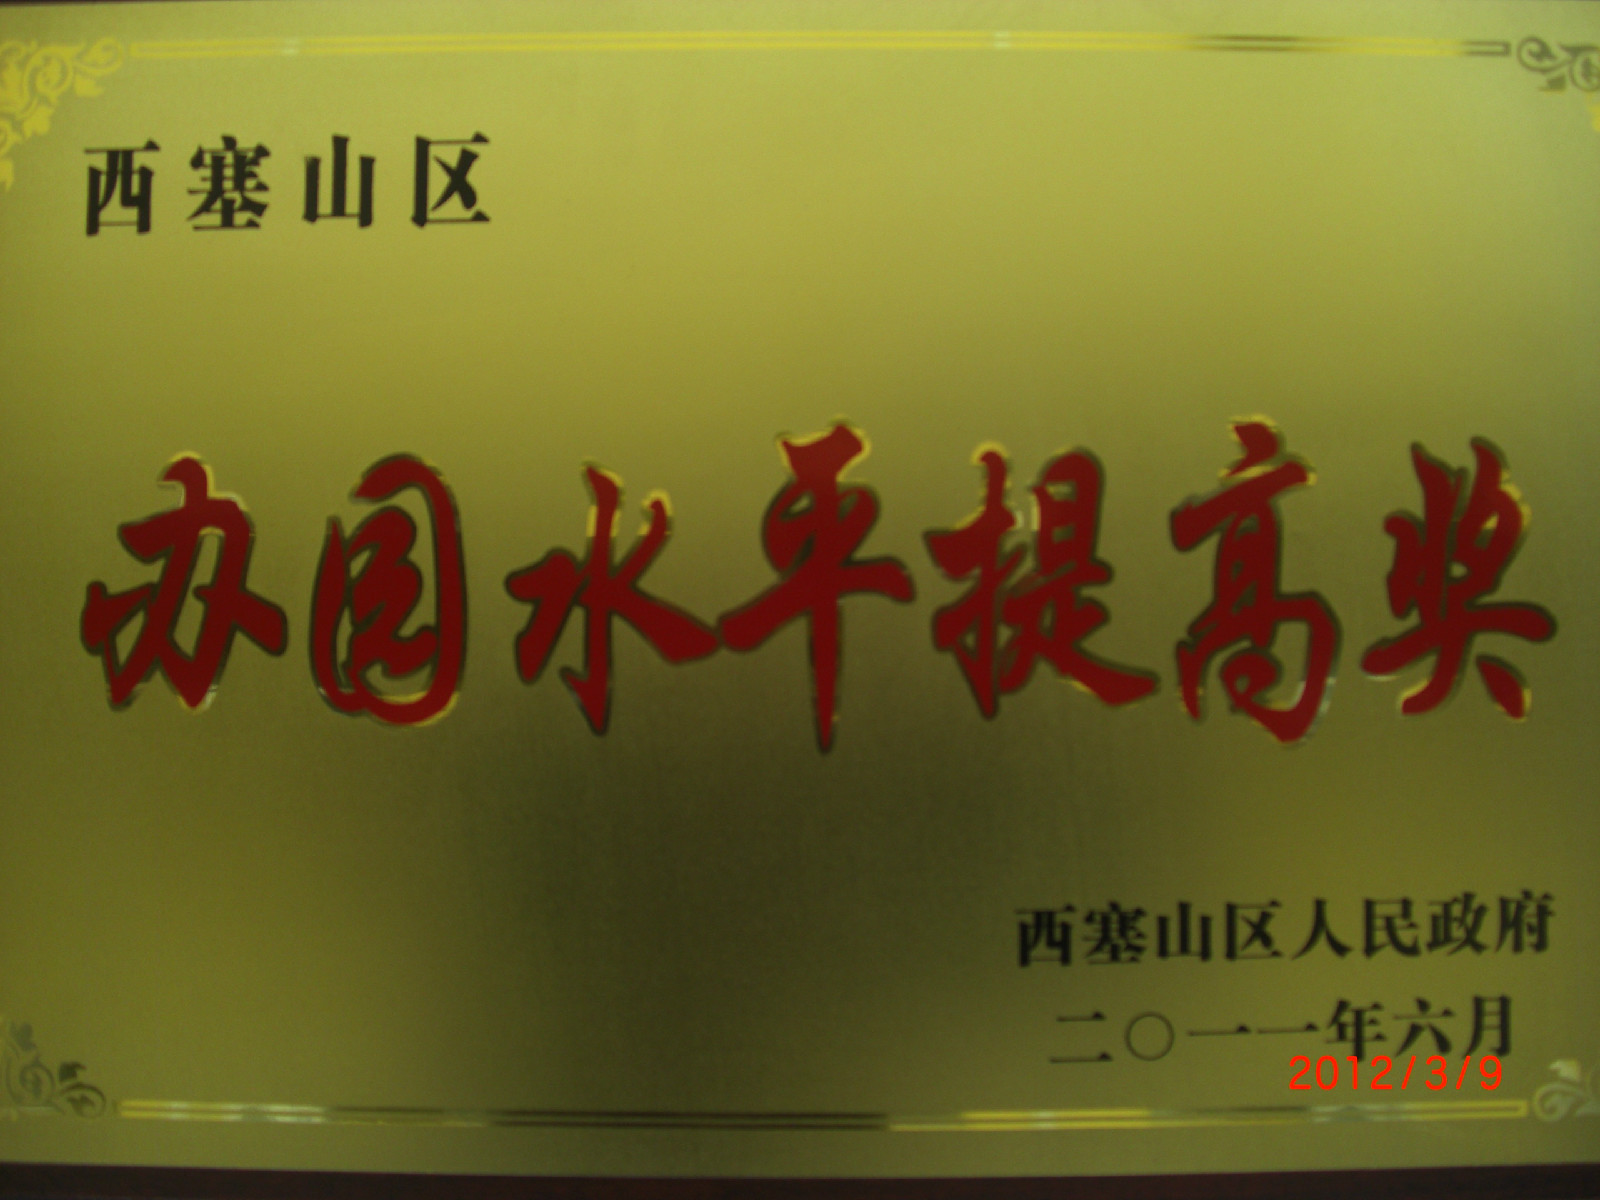 西塞山区
办园水平提高奖
西塞山区人民政府
二〇一一年六月
2012/3/9